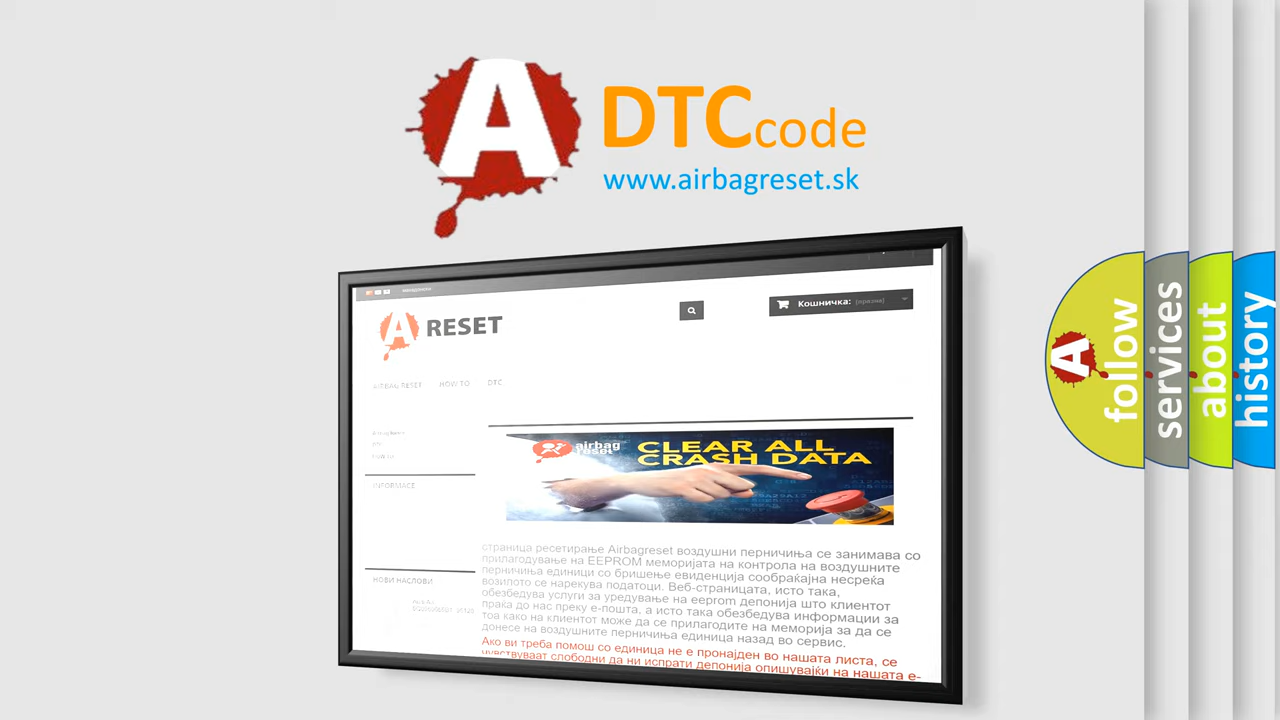 A DTC code
www.airbagreset.sk
Кошничка: (празни)
A RESET
AIRBAG RESET HOW TO DTC
airbag reset CLEAR ALL CRASH DATA
INFORMACE
страница ресетирање Airbagreset воздушни перничиња се занимава со
прилагодување на EEPROM меморијата на контрола на воздушните
перничиња единици со бришење евиденција сообраќајна несреќа
возилото се нарекува податоци. Веб-страницата, исто така,
обезбедува услуги за уредување на eeprom депонија што клиентот
праќа до нас преку е-пошта, а исто така обезбедува информации за
тоа како на клиентот може да се прилагодите на меморија за да се
донесе на воздушните перничиња единица назад во сервис.
Ако ви треба помош со единица не е пронајден во нашата листа, се
чувствуваат слободни да ни испрати депонија опишувајќи на нашата е-
НОВИ НАСЛОВИ
A follow
services
about
history